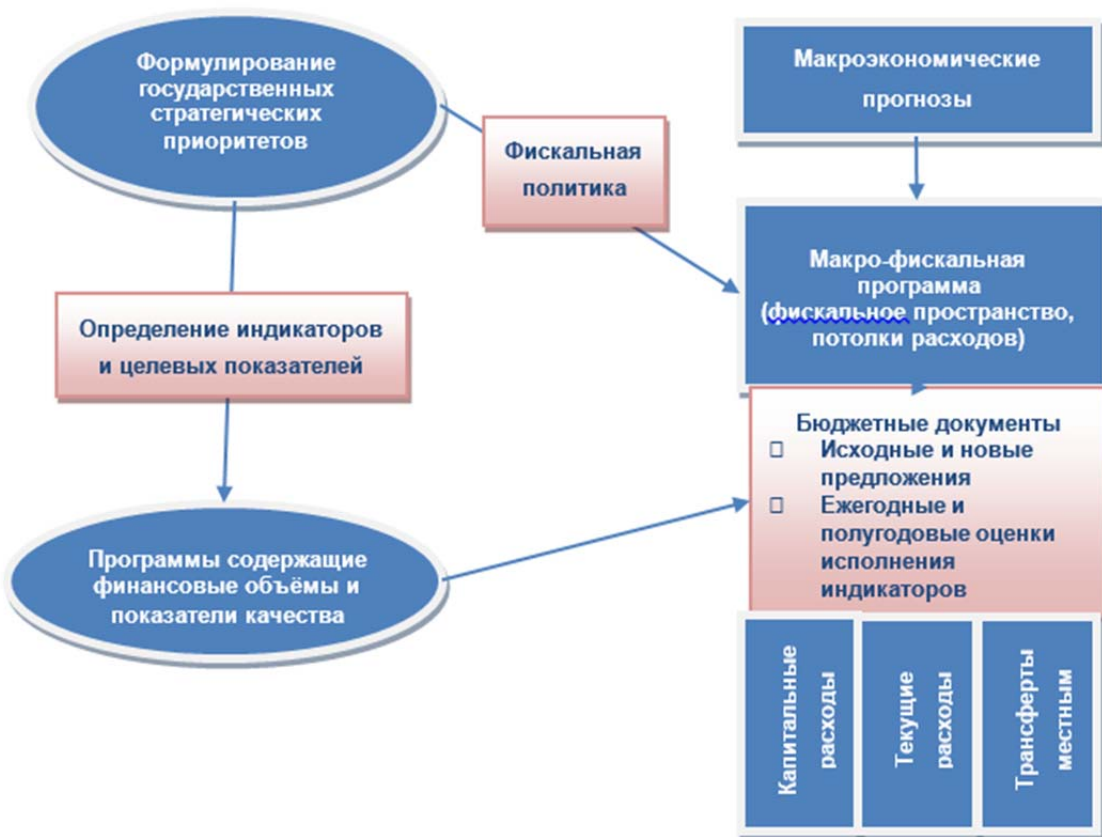 Формулирование
государственных
стратегических
приоритетов
Фискальная
политика
Макроэкономические
прогнозы
Определение индикаторов
и целевых показателей
Макро-фискальная
программа
(фискальное пространство,
потолки расходов)
Программы содержащие
финансовые объёмы и
показатели качества
Бюджетные документы
Исходные и новые
предложения
Ежегодные и
полугодовые оценки
исполнения
индикаторов
Капитальные
расходы
Текущие
расходы
Трансферты
местным